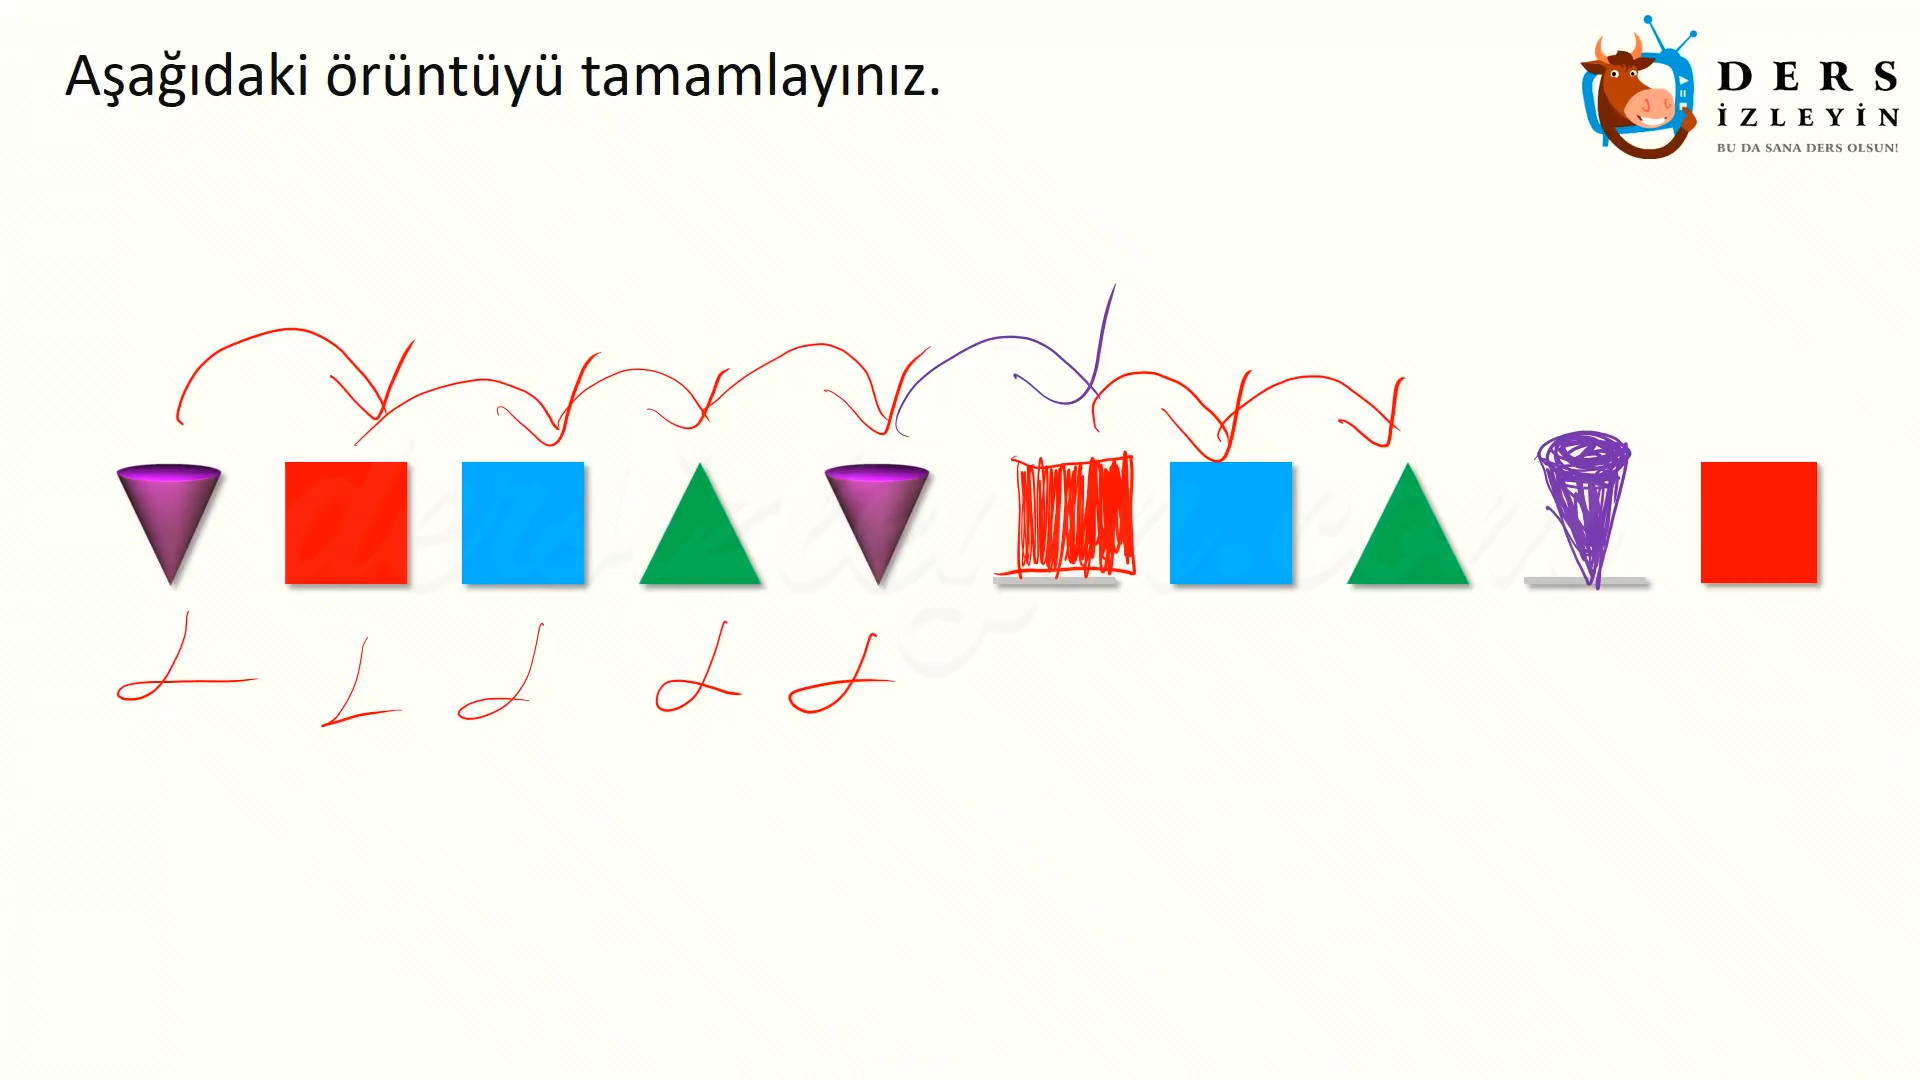 Aşağıdaki örüntüyü tamamlayınız.
DERS
İZLEYİN
BU DA SANA DERS OLSUN!